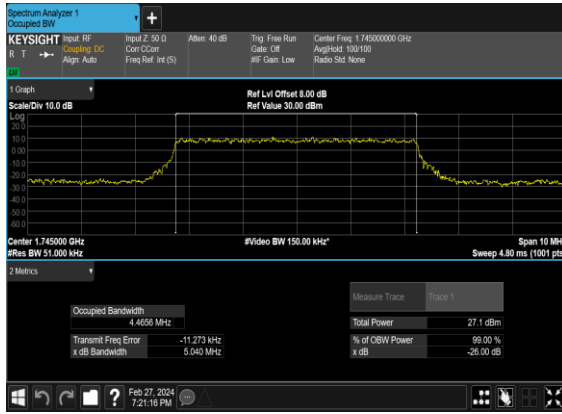 Spectrum Analyzer 1
Occupied BW
+
KEYSIGHT Input: RF Input Z: 50 Ω Atten: 40 dB Trig: Free Run Center Freq: 1.745000000 GHz
R T Coupling: DC Corr CCorr Gate: Off Avg|Hold: 100/100
Align: Auto Freq Ref: Int (S) #IF Gain: Low Radio Std: None
1 Graph
Ref Lvl Offset 8.00 dB
Scale/Div 10.0 dB Ref Value 30.00 dBm
Log
20.0
10.0
0.00
-10.0
-20.0
-30.0
-40.0
-50.0
-60.0
Center 1.745000 GHz #Video BW 150.00 kHz* Span 10 MH
#Res BW 51.000 kHz Sweep 4.80 ms (1001 pts
2 Metrics
Measure Trace Trace 1
Occupied Bandwidth
4.4656 MHz Total Power 27.1 dBm
Transmit Freq Error -11.273 kHz % of OBW Power 99.00 %
x dB Bandwidth 5.040 MHz x dB -26.00 dB
? Feb 27, 2024
7:21:16 PM